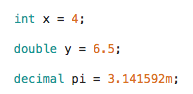 int x = 4;
double y = 6.5;
decimal pi = 3.141592m;